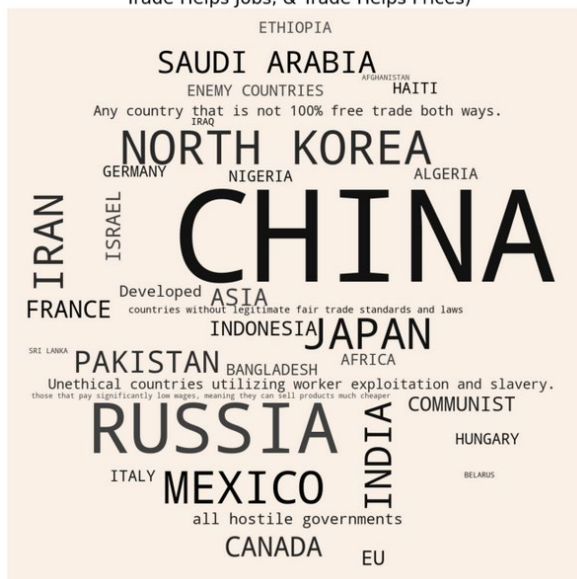 Trade Helps Jobs, & Trade Helps Prices)
ETHIOPIA
SAUDI ARABIA
AFGHANISTAN
ENEMY COUNTRIES
HAITI
Any country that is not 100% free trade both ways.
IRAQ
NORTH KOREA
GERMANY
NIGERIA
ALGERIA
IRAN
ISRAEL
CHINA
Developed
ASIA
FRANCE
countries without legitimate fair trade standards and laws
INDONESIA
JAPAN
SRI LANKA
PAKISTAN
BANGLADESH
AFRICA
Unethical countries utilizing worker exploitation and slavery.
those that pay significantly low wages, meaning they can sell products much cheaper
RUSSIA
INDIA
COMMUNIST
HUNGARY
ITALY
MEXICO
BELARUS
all hostile governments
CANADA
EU